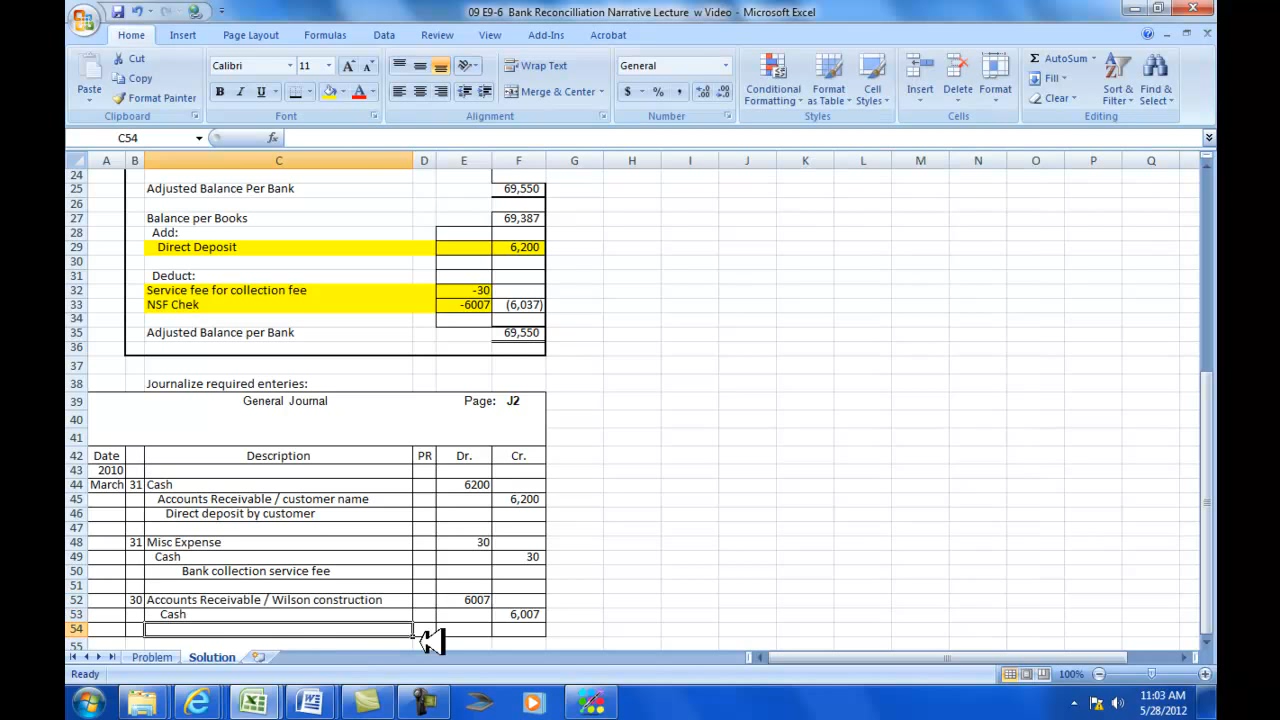 09 E9-6 Bank Reconcilliation Narrative Lecture w Video - Microsoft Excel
Home Insert Page Layout Formulas Data Review View Add-Ins Acrobat
Paste Cut Copy Format Painter Clipboard
Calibri 11 B I U Font
Wrap Text Merge & Center Alignment
General $ % , Number
Conditional Formatting Format as Table Cell Styles Styles
Insert Delete Format Cells
AutoSum Fill Clear Sort & Filter Find & Select Editing
C54 fx
A B C D E F G H I J K L M N O P Q
24
25 Adjusted Balance Per Bank 69,550
26
27 Balance per Books 69,387
28 Add:
29 Direct Deposit 6,200
30
31 Deduct:
32 Service fee for collection fee -30
33 NSF Chek -6007 (6,037)
34
35 Adjusted Balance per Bank 69,550
36
37
38 Journalize required enteries:
39 General Journal Page: J2
40
41
42 Date Description PR Dr. Cr.
43 2010
44 March 31 Cash 6200
45 Accounts Receivable / customer name 6,200
46 Direct deposit by customer
47
48 31 Misc Expense 30
49 Cash 30
50 Bank collection service fee
51
52 30 Accounts Receivable / Wilson construction 6007
53 Cash 6,007
54
55
Problem Solution
Ready 100%
11:03 AM
5/28/2012